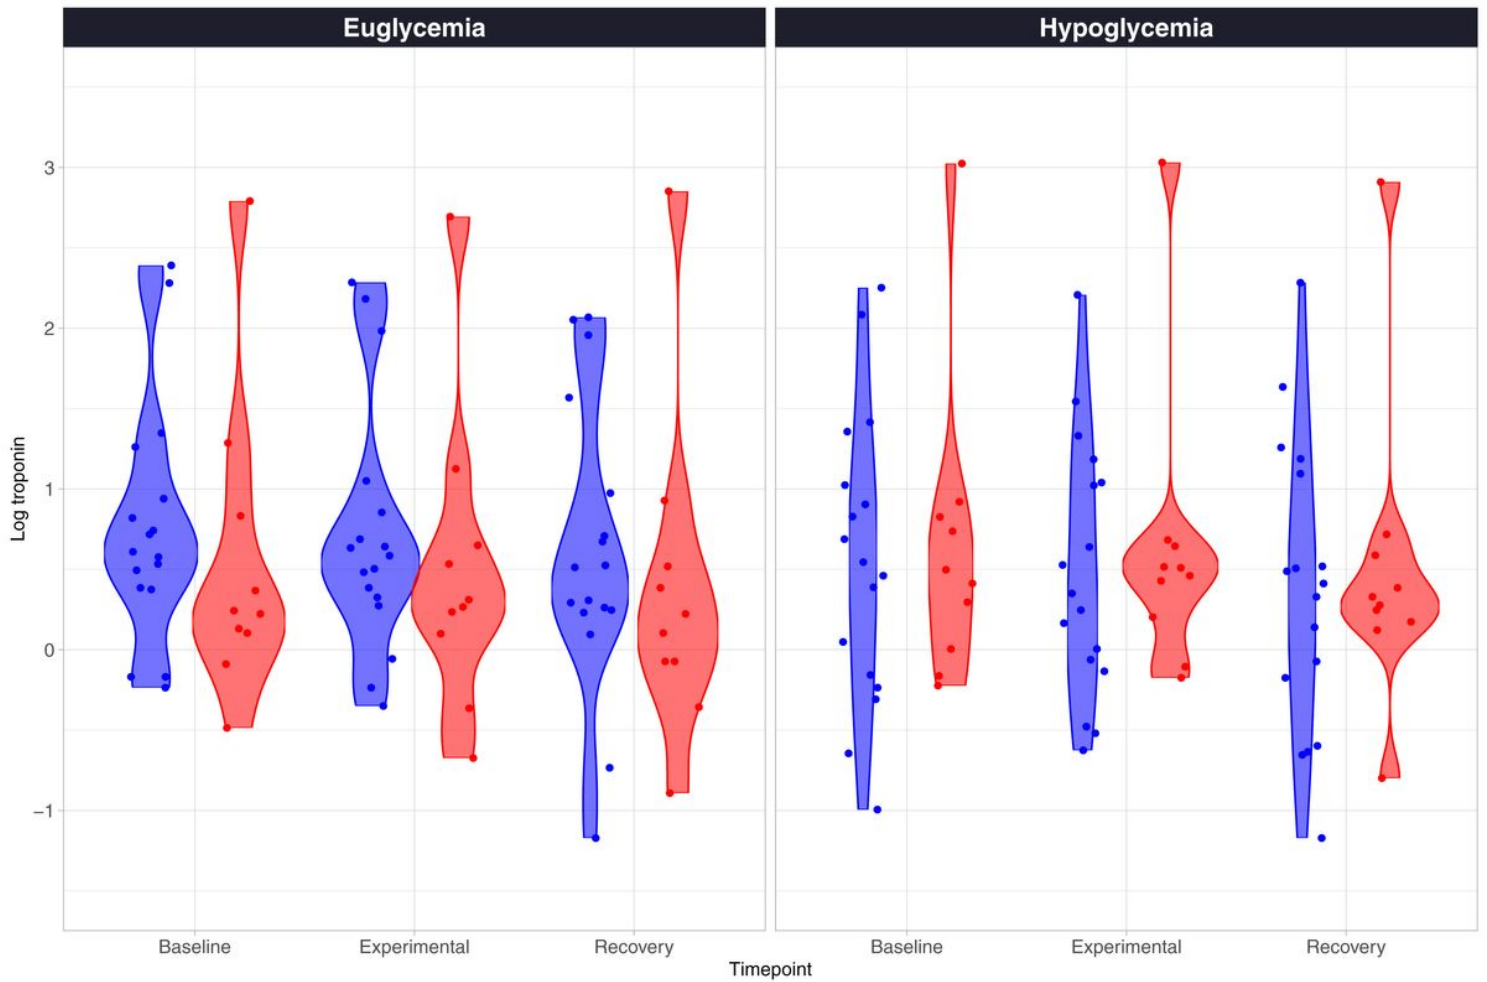 Euglycemia
Hypoglycemia
Log troponin
3
2
1
0
−1
Baseline
Experimental
Recovery
Baseline
Experimental
Recovery
Timepoint